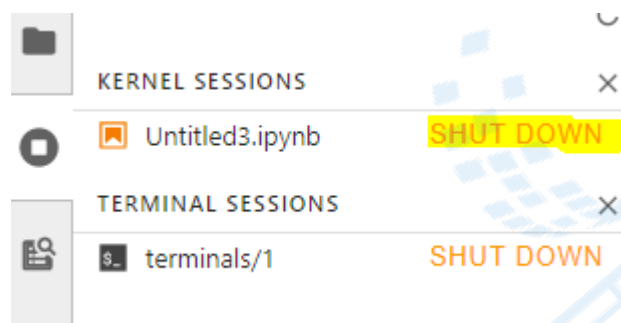 KERNEL SESSIONS
Untitled3.ipynb SHUT DOWN
TERMINAL SESSIONS
$_ terminals/1 SHUT DOWN